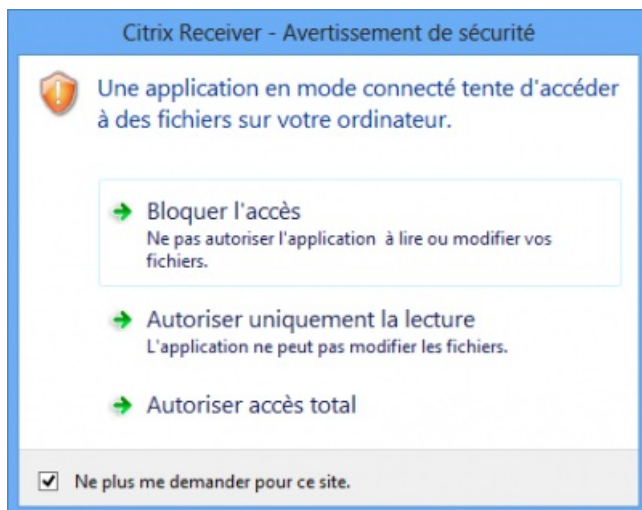 Citrix Receiver - Avertissement de sécurité
Une application en mode connecté tente d'accéder
à des fichiers sur votre ordinateur.
Bloquer l'accès
Ne pas autoriser l'application à lire ou modifier vos
fichiers.
Autoriser uniquement la lecture
L'application ne peut pas modifier les fichiers.
Autoriser accès total
Ne plus me demander pour ce site.